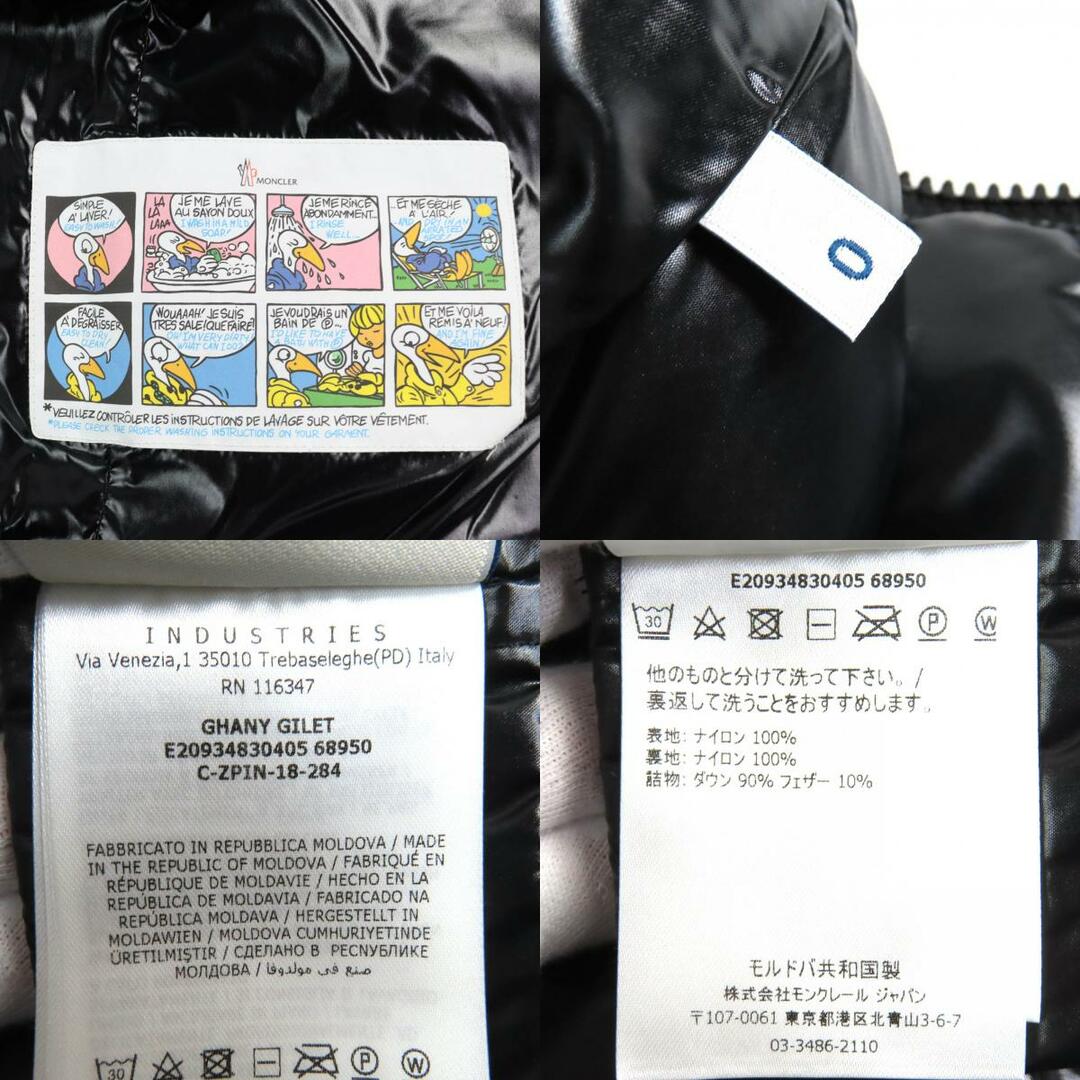 MONCLER
SIMPLE
À LAVER!
EASY TO WASH!
LA
LÀ
LAAA
JE ME LAVE
AU SAVON DOUX
I WASH IN A MILD
SOAP!
JE ME RINCE
ABONDAMMENT...
I RINSE
WELL...
...ET ME SÈCHE
À L'AIR!
AND DRY IN AN
AERATED
SPOT!
FACILE
À DÉGRAISSER
EASY TO DRY
CLEAN!
WOUAAAH! JE SUIS
TRES SALE! QUE FAIRE!
OH! I'M VERY DIRTY
WHAT CAN I DO?
JE VOUDRAIS UN
BAIN DE Ⓟ...
I'D LIKE TO HAVE
A BATH WITH Ⓟ
ET ME VOILÀ
REMIS À NEUF!
AND I'M FINE
AGAIN!
*VEUILLEZ CONTRÔLER LES INSTRUCTIONS DE LAVAGE SUR VÔTRE VÊTEMENT.
*PLEASE CHECK THE PROPER WASHING INSTRUCTIONS ON YOUR GARMENT.
0
INDUSTRIES
Via Venezia,1 35010 Trebaseleghe(PD) Italy
RN 116347
GHANY GILET
E20934830405 68950
C-ZPIN-18-284
FABBRICATO IN REPUBBLICA MOLDOVA / MADE
IN THE REPUBLIC OF MOLDOVA / FABRIQUÉ EN
RÉPUBLIQUE DE MOLDAVIE / HECHO EN LA
REPÚBLICA DE MOLDAVIA / FABRICADO NA
REPÚBLICA MOLDAVA / HERGESTELLT IN
MOLDAWIEN / MOLDOVA CUMHURIYETINDE
ÜRETILMIŞTIR / СДЕЛАНО В РЕСПУБЛИКЕ
МОЛДОВА / صنع في مولدوفا
30 P W
E20934830405 68950
30 P W
他のものと分けて洗って下さい。/
裏返して洗うことをおすすめします。
表地: ナイロン 100%
裏地: ナイロン 100%
詰物: ダウン 90% フェザー 10%
モルドバ共和国製
株式会社モンクレール ジャパン
〒107-0061 東京都港区北青山3-6-7
03-3486-2110